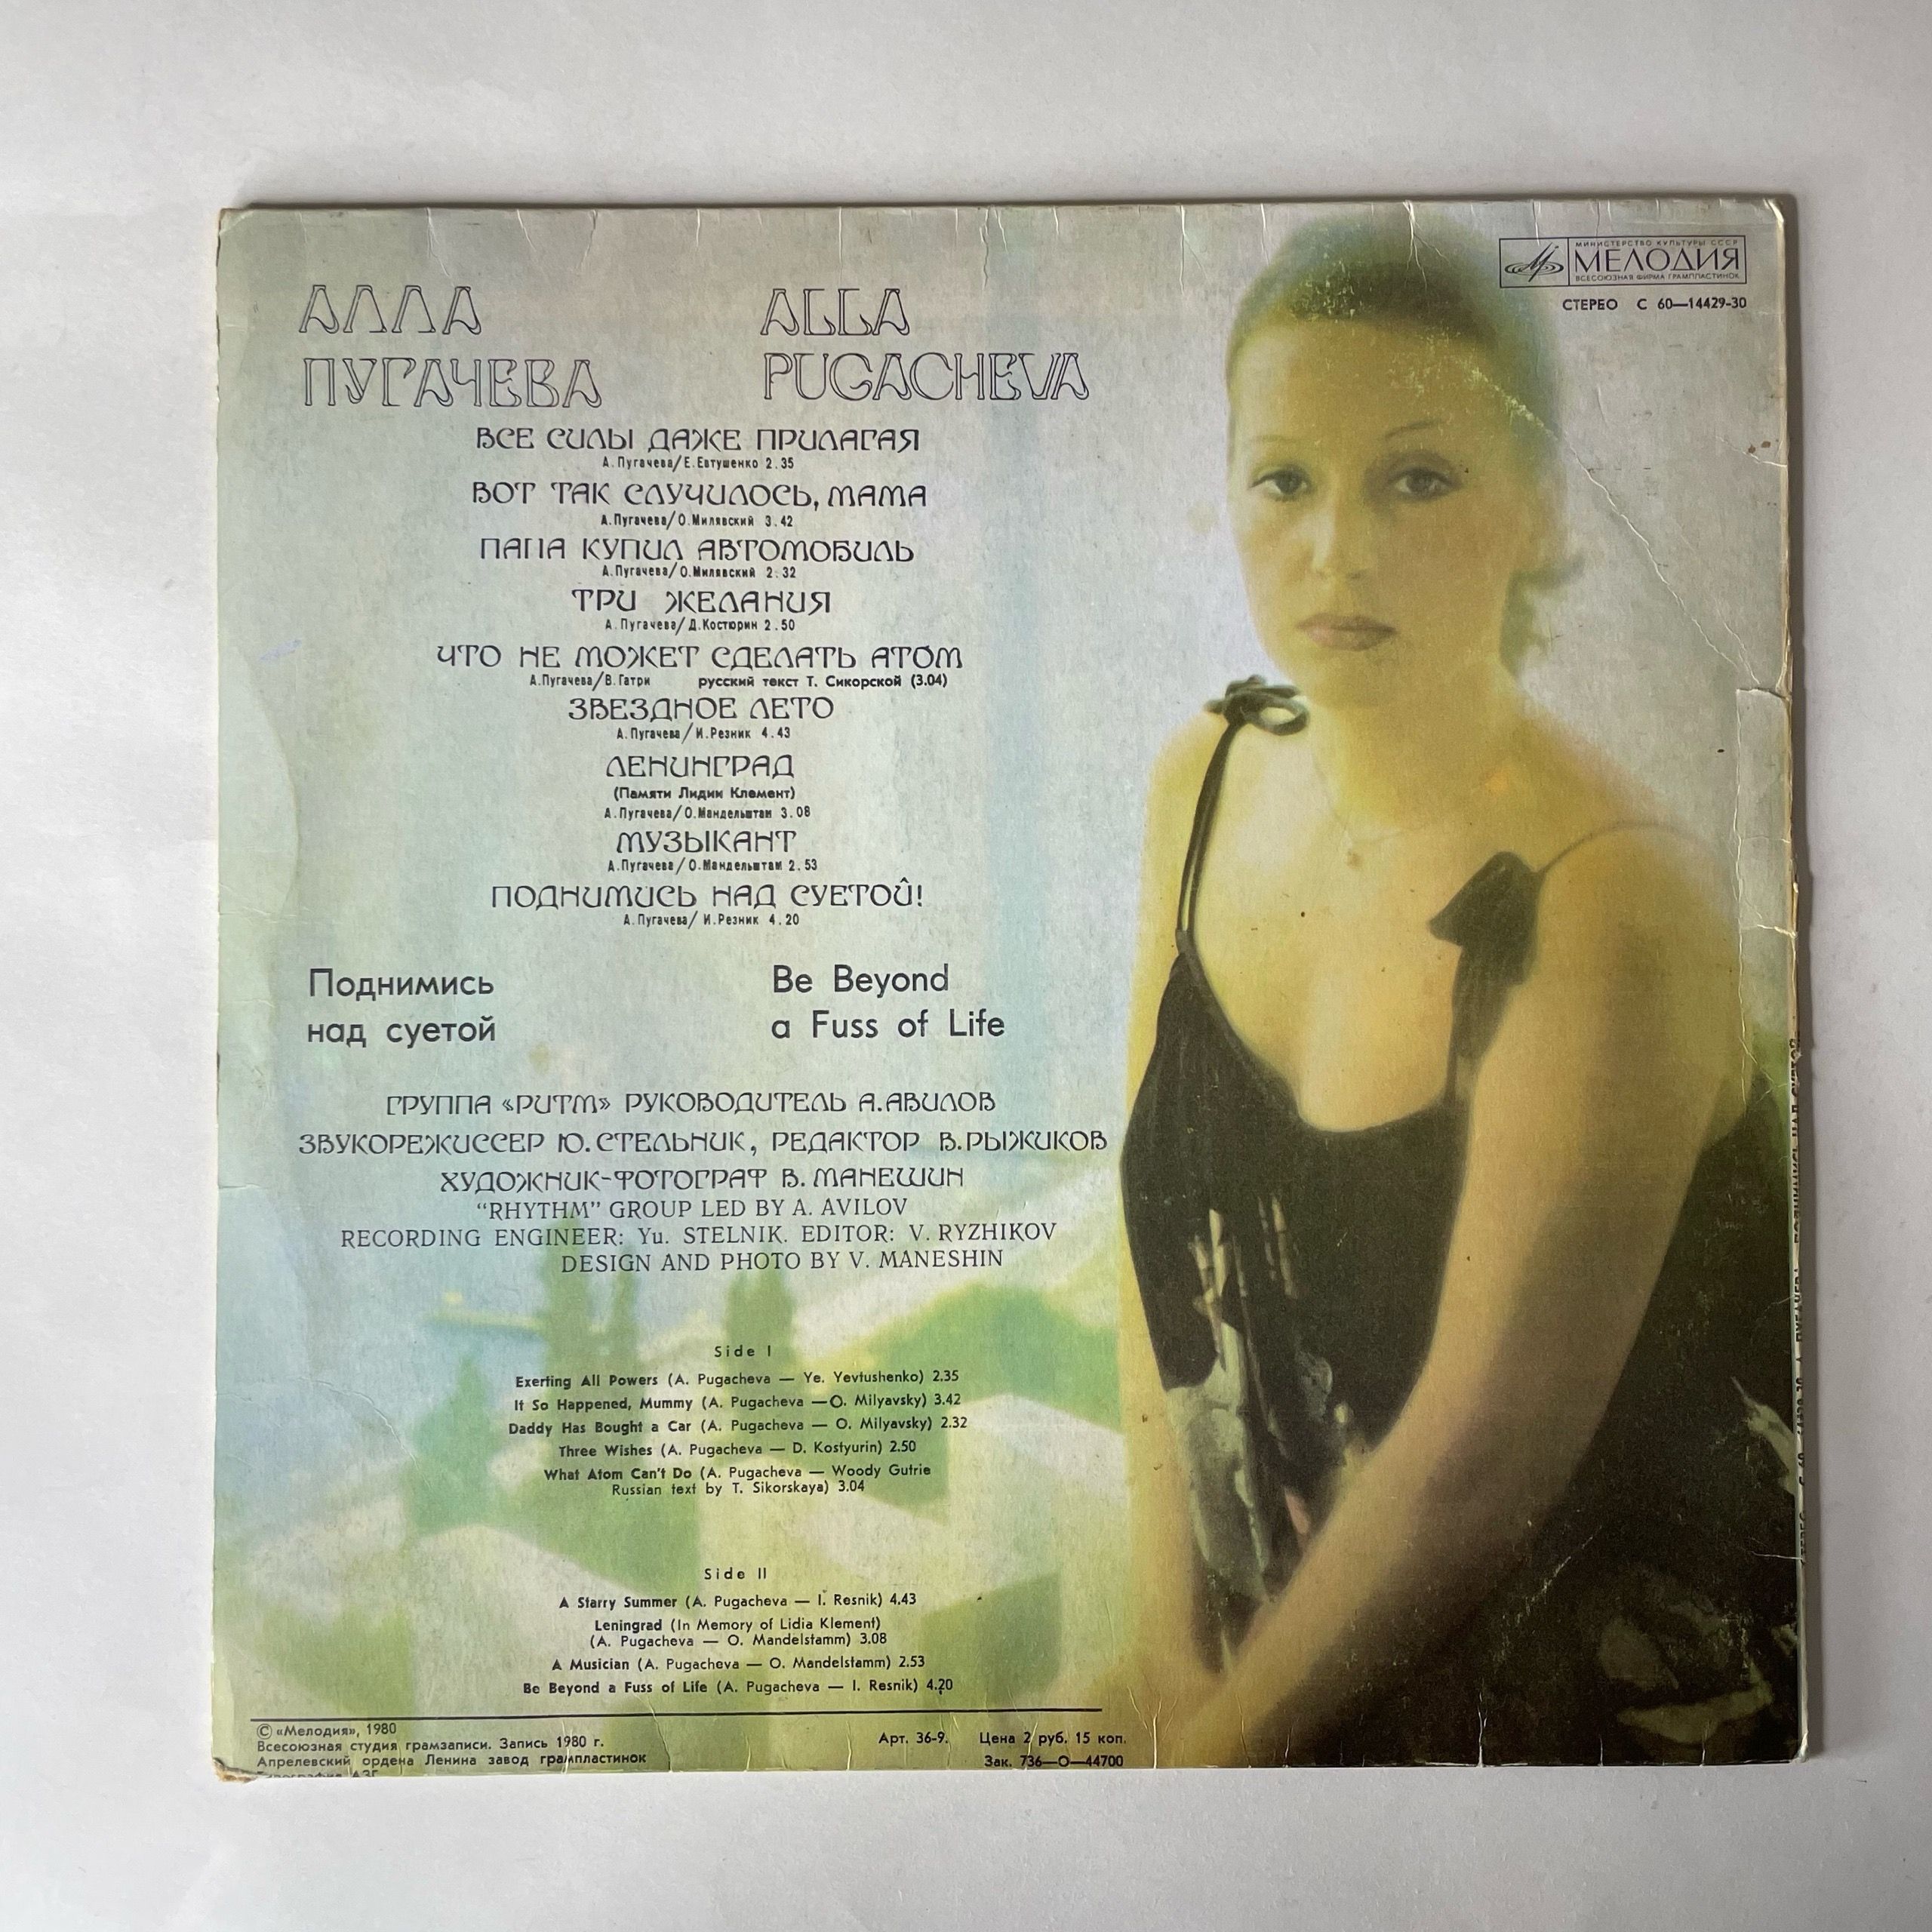 МИНИСТЕРСТВО КУЛЬТУРЫ СССР
МЕЛОДИЯ
ВСЕСОЮЗНАЯ ФИРМА ГРАМПЛАСТИНОК
СТЕРЕО С 60—14429-30
АЛЛА
ПУГАЧЕВА
ALLA
PUGACHEVA
ВСЕ СИЛЫ ДАЖЕ ПРИЛАГАЯ
А. Пугачева/Е. Евтушенко 2.35
ВОТ ТАК СЛУЧИЛОСЬ, МАМА
А. Пугачева/О. Милявский 3.42
ПАПА КУПИЛ АВТОМОБИЛЬ
А. Пугачева/О. Милявский 2.32
ТРИ ЖЕЛАНИЯ
А. Пугачева/Д. Костюрин 2.50
ЧТО НЕ МОЖЕТ СДЕЛАТЬ АТОМ
А. Пугачева/В. Гатри русский текст Т. Сикорской (3.04)
ЗВЕЗДНОЕ ЛЕТО
А. Пугачева/И. Резник 4.43
ЛЕНИНГРАД
(Памяти Лидии Клемент)
А. Пугачева/О. Мандельштам 3.08
МУЗЫКАНТ
А. Пугачева/О. Мандельштам 2.53
ПОДНИМИСЬ НАД СУЕТОЙ!
А. Пугачева/И. Резник 4.20
Поднимись
над суетой
Be Beyond
a Fuss of Life
ГРУППА «РИТМ» РУКОВОДИТЕЛЬ А. АВИЛОВ
ЗВУКОРЕЖИССЕР Ю. СТЕЛЬНИК, РЕДАКТОР В. РЫЖИКОВ
ХУДОЖНИК-ФОТОГРАФ В. МАНЕШИН
"RHYTHM" GROUP LED BY A. AVILOV
RECORDING ENGINEER: Yu. STELNIK. EDITOR: V. RYZHIKOV
DESIGN AND PHOTO BY V. MANESHIN
Side I
Exerting All Powers (A. Pugacheva — Ye. Yevtushenko) 2.35
It So Happened, Mummy (A. Pugacheva — O. Milyavsky) 3.42
Daddy Has Bought a Car (A. Pugacheva — O. Milyavsky) 2.32
Three Wishes (A. Pugacheva — D. Kostyurin) 2.50
What Atom Can't Do (A. Pugacheva — Woody Gutrie
Russian text by T. Sikorskaya) 3.04
Side II
A Starry Summer (A. Pugacheva — I. Resnik) 4.43
Leningrad (In Memory of Lidia Klement)
(A. Pugacheva — O. Mandelstamm) 3.08
A Musician (A. Pugacheva — O. Mandelstamm) 2.53
Be Beyond a Fuss of Life (A. Pugacheva — I. Resnik) 4.20
© «Мелодия», 1980
Всесоюзная студия грамзаписи. Запись 1980 г.
Апрелевский ордена Ленина завод грампластинок
Арт. 36-9. Цена 2 руб. 15 коп.
Зак. 736—О—44700